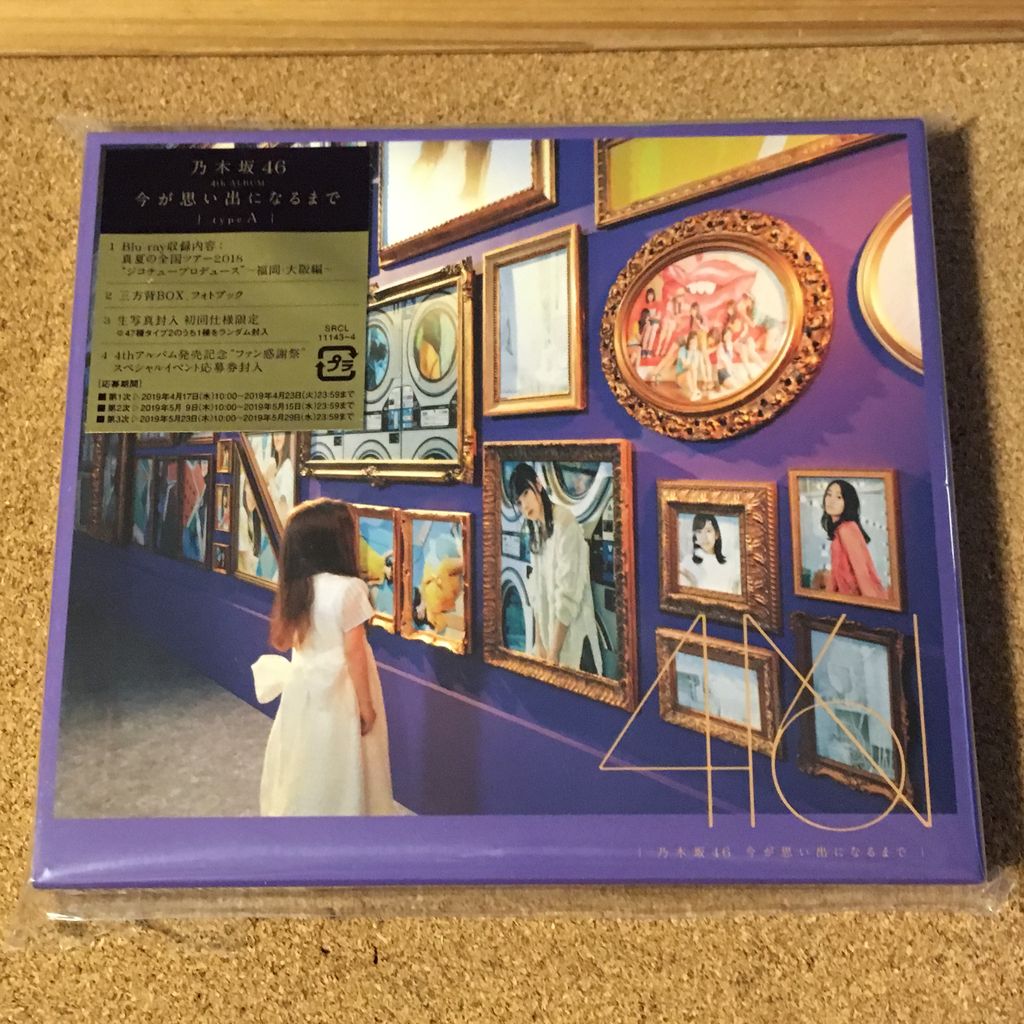 乃木坂46
4th ALBUM
今が思い出になるまで
type A
1 Blu-ray収録内容：
真夏の全国ツアー2018
“ジコチュープロデュース”～福岡・大阪編～
2 三方背BOX、フォトブック
3 生写真封入 初回仕様限定
※47種タイプ2のうち1種をランダム封入
SRCL
11143~4
4 4thアルバム発売記念“ファン感謝祭”
スペシャルイベント応募券封入
プラ
[応募期間]
■第1次▷2019年4月17日(水)10:00~2019年4月23日(火)23:59まで
■第2次▷2019年5月 9日(木)10:00~2019年5月15日(水)23:59まで
■第3次▷2019年5月23日(木)10:00~2019年5月29日(水)23:59まで
N46
乃木坂46 今が思い出になるまで